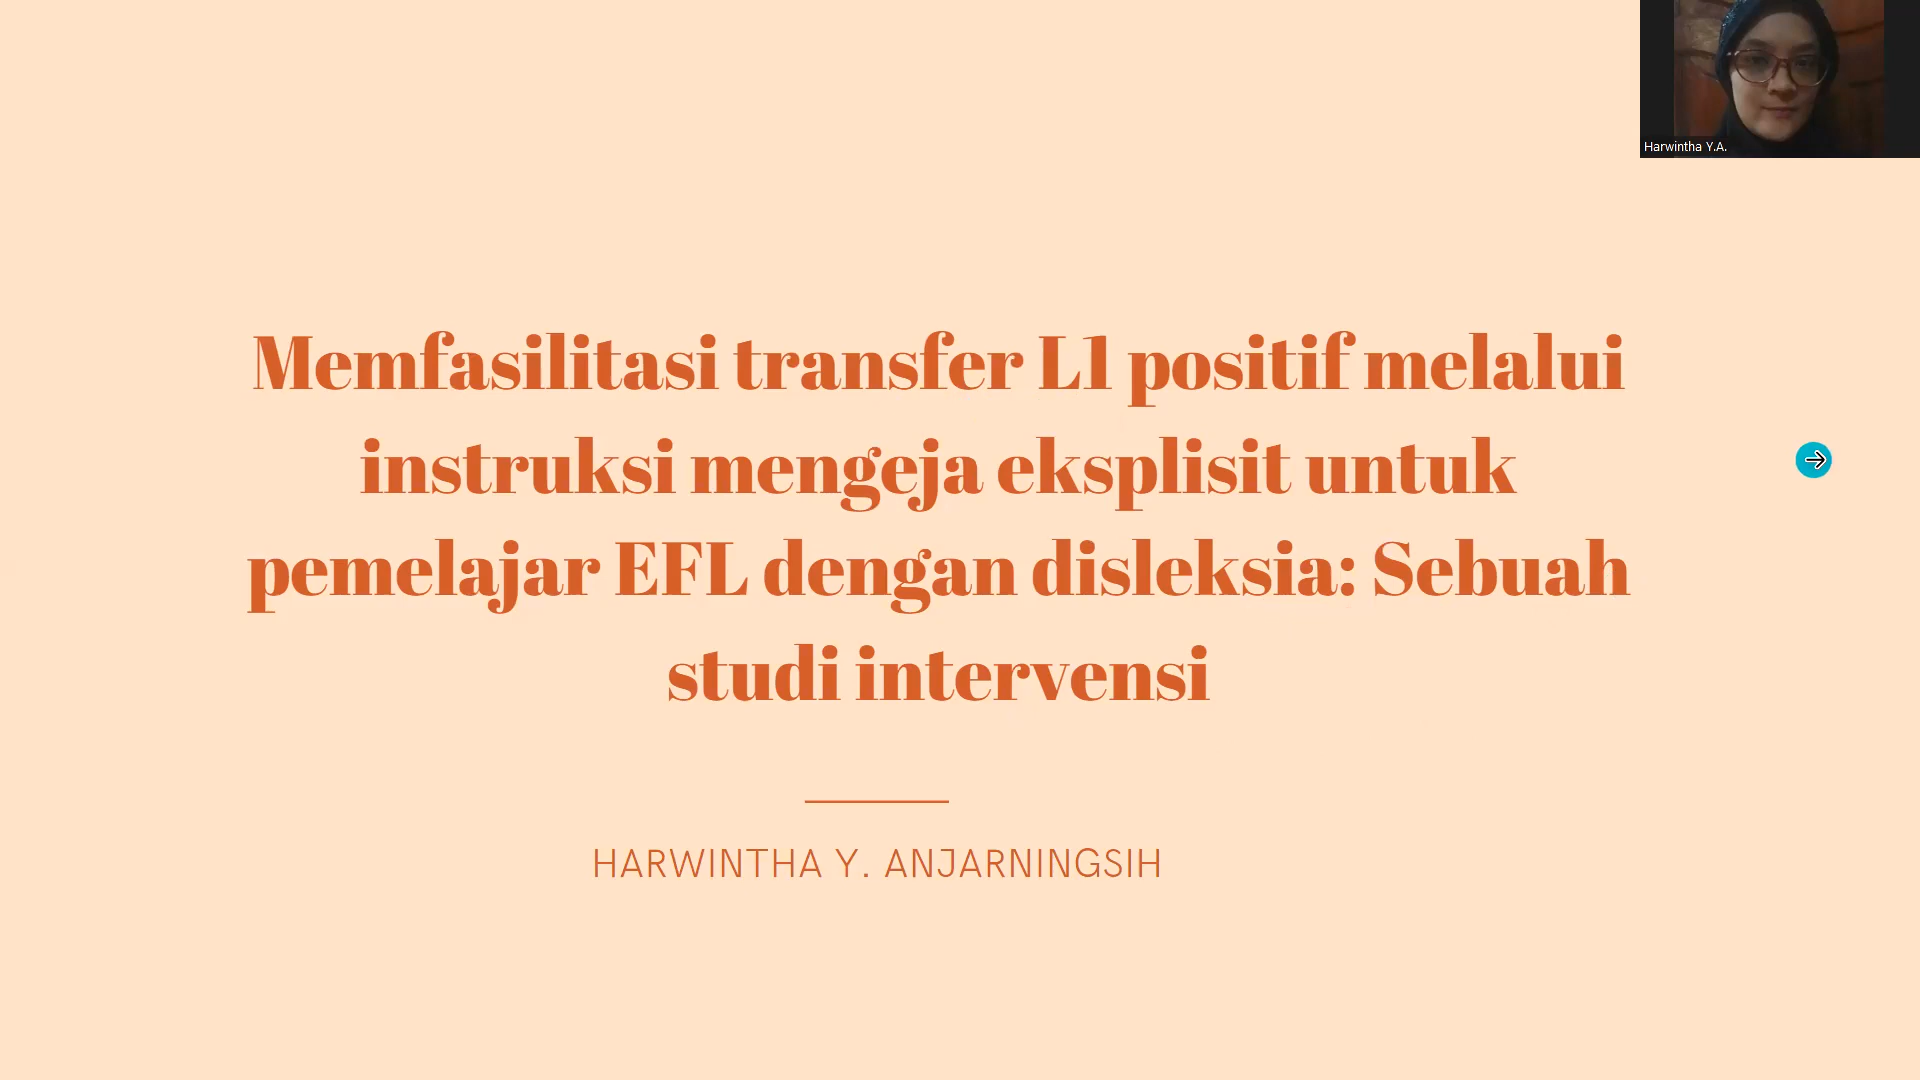 Harwintha Y.A.
Memfasilitasi transfer L1 positif melalui
instruksi mengeja eksplisit untuk
pemelajar EFL dengan disleksia: Sebuah
studi intervensi
HARWINTHA Y. ANJARNINGSIH